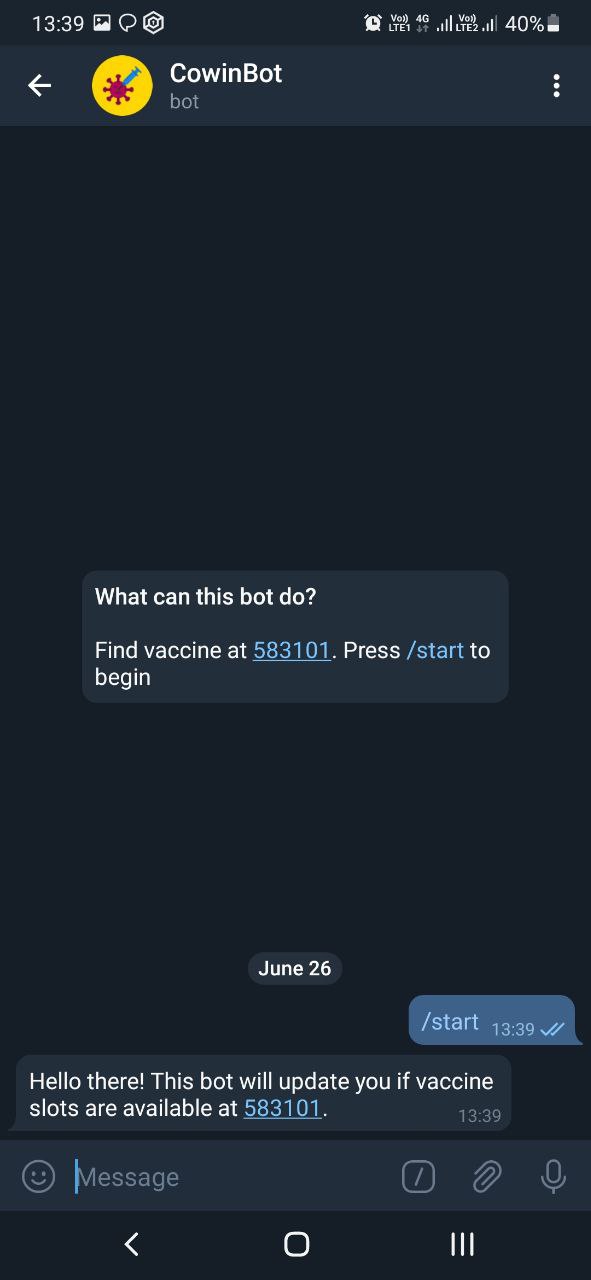 13:39 Vo)) LTE1 4G Vo)) LTE2 40%
CowinBot
bot
What can this bot do?
Find vaccine at 583101. Press /start to
begin
June 26
/start 13:39
Hello there! This bot will update you if vaccine
slots are available at 583101.
13:39
Message